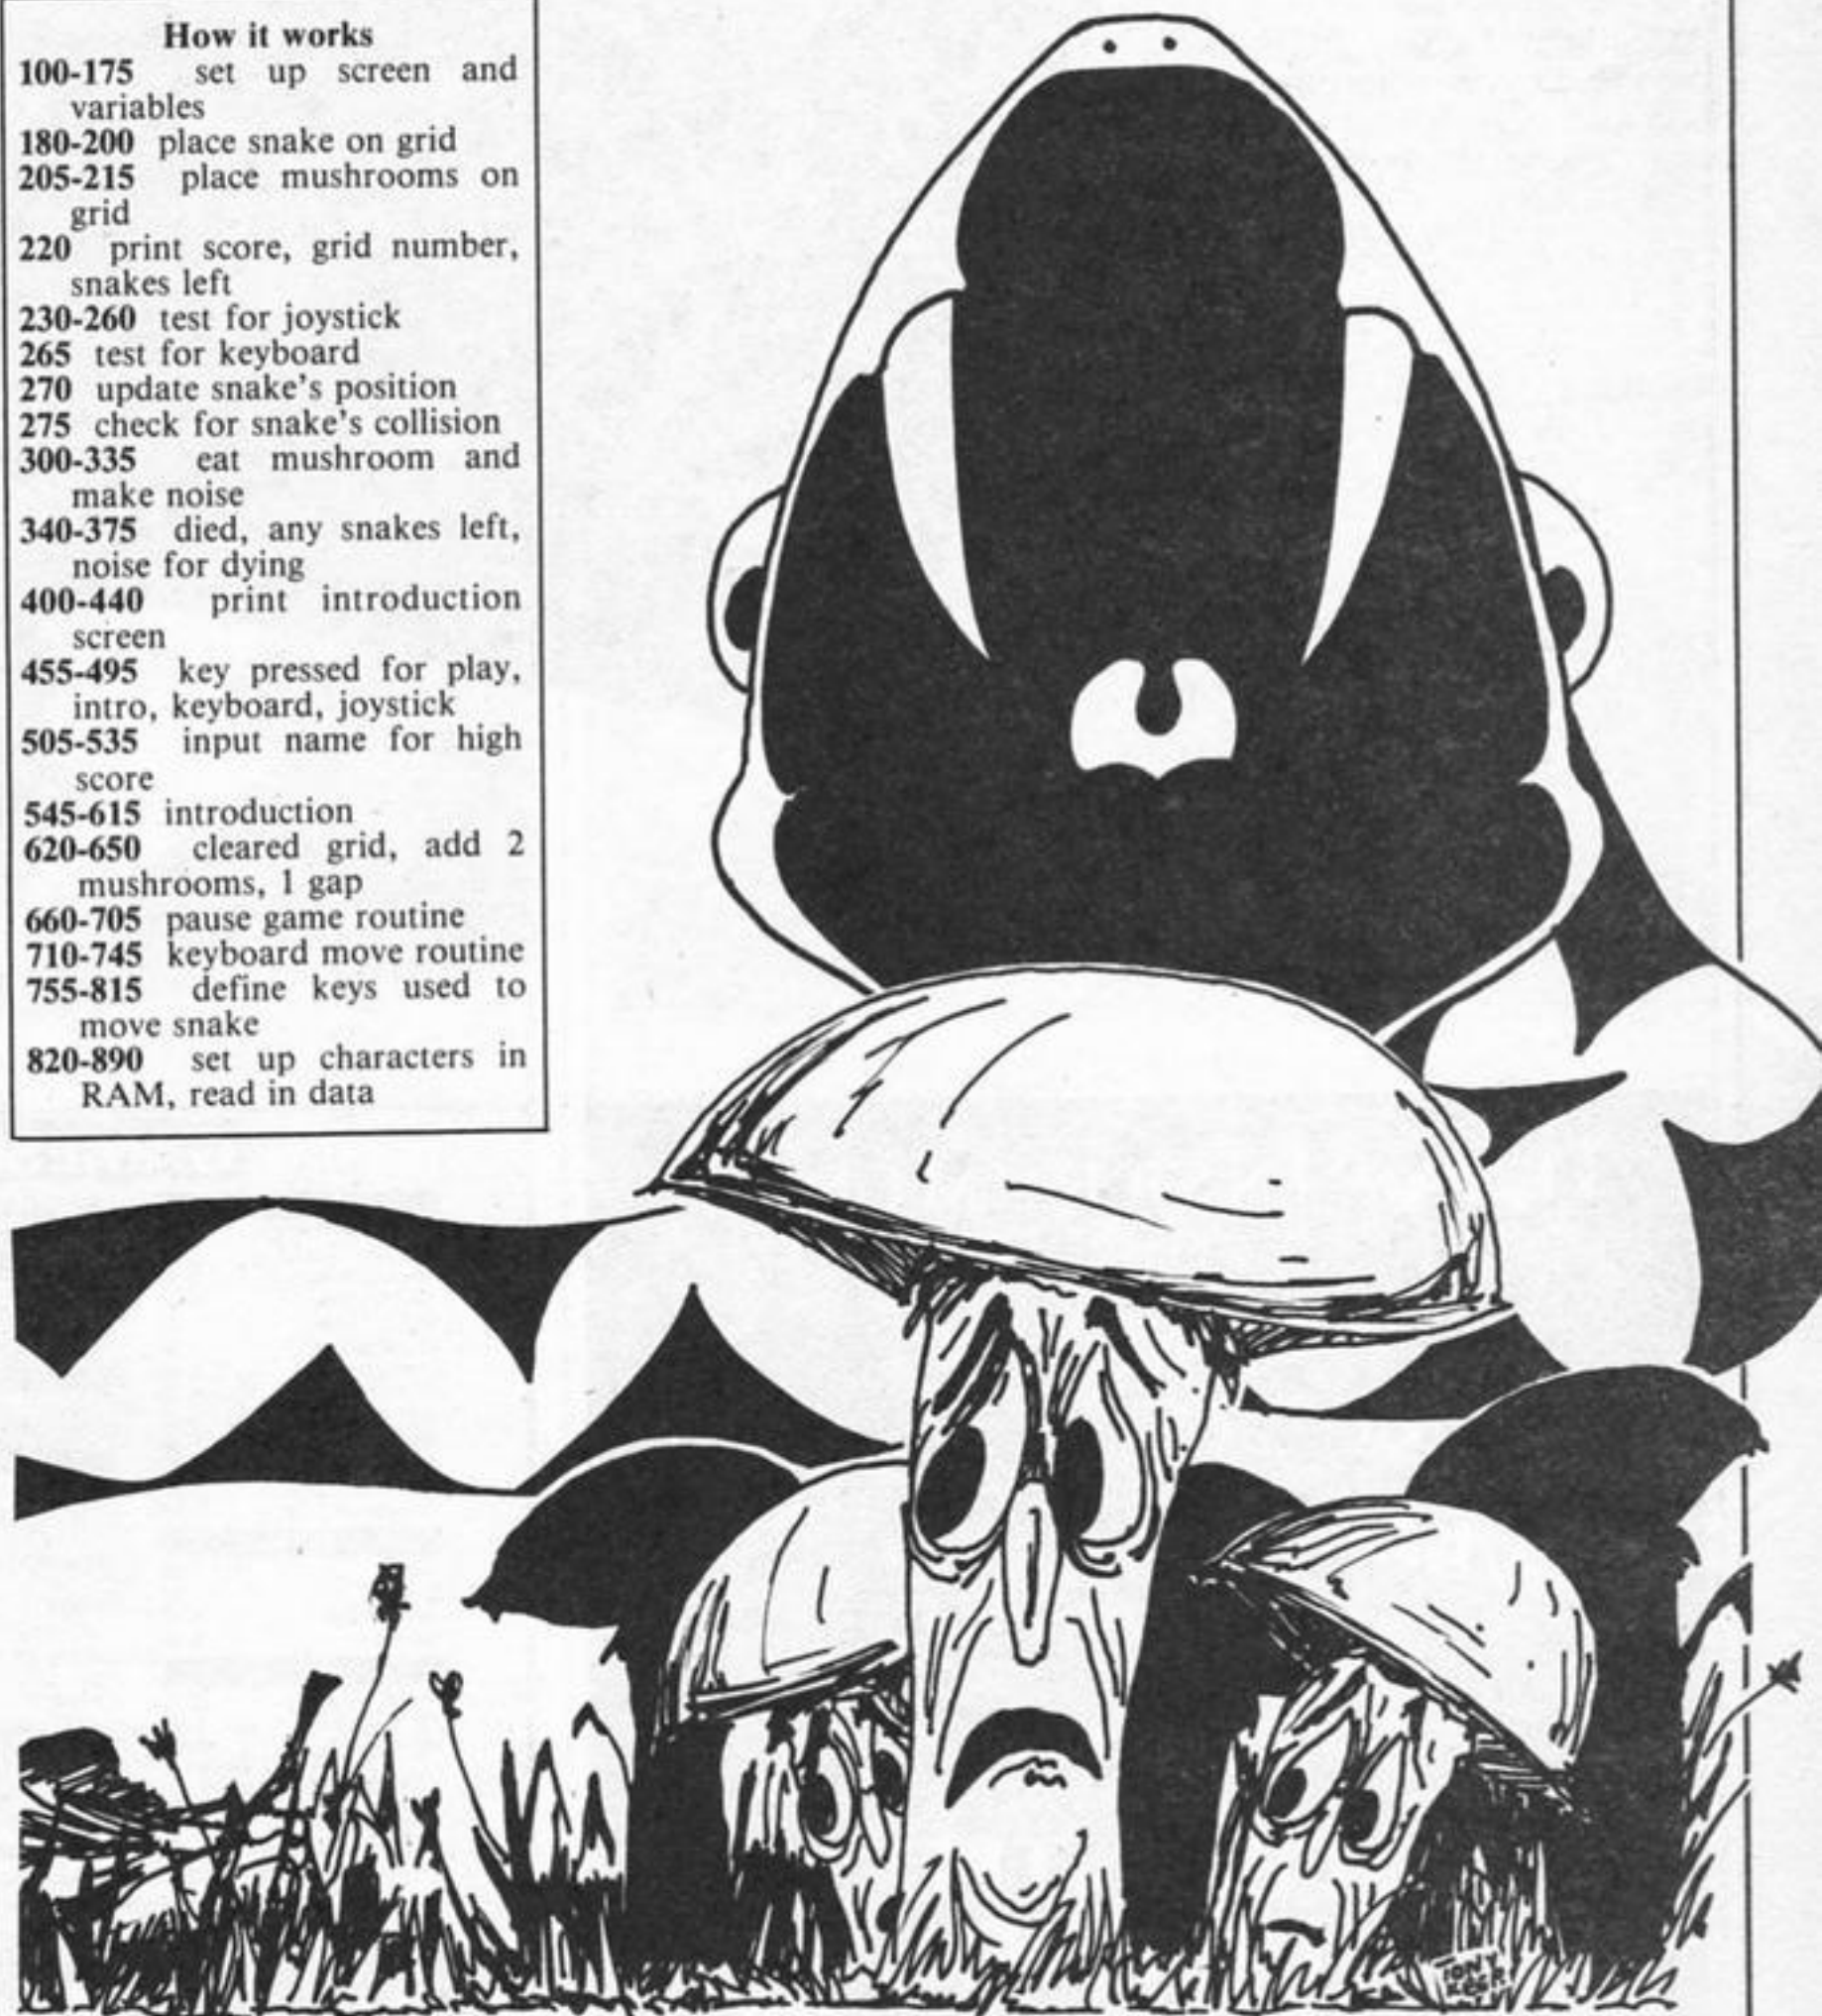 How it works
100-175 set up screen and
variables
180-200 place snake on grid
205-215 place mushrooms on
grid
220 print score, grid number,
snakes left
230-260 test for joystick
265 test for keyboard
270 update snake's position
275 check for snake's collision
300-335 eat mushroom and
make noise
340-375 died, any snakes left,
noise for dying
400-440 print introduction
screen
455-495 key pressed for play,
intro, keyboard, joystick
505-535 input name for high
score
545-615 introduction
620-650 cleared grid, add 2
mushrooms, 1 gap
660-705 pause game routine
710-745 keyboard move routine
755-815 define keys used to
move snake
820-890 set up characters in
RAM, read in data
TONY